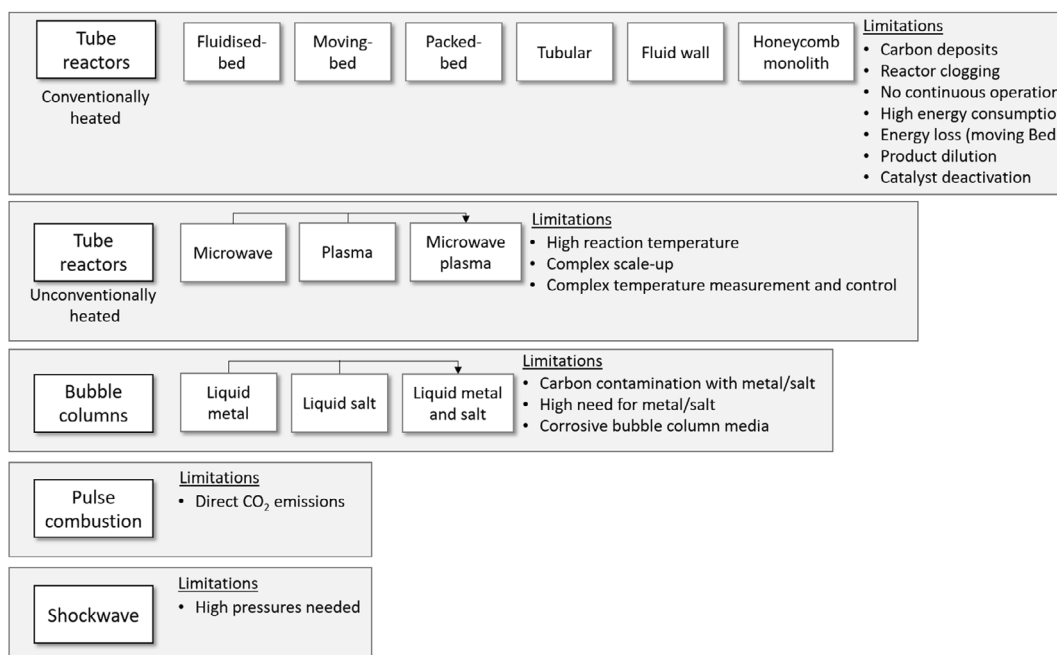 Tube
reactors
Conventionally
heated
Fluidised-
bed
Moving-
bed
Packed-
bed
Tubular
Fluid wall
Honeycomb
monolith
Limitations
• Carbon deposits
• Reactor clogging
• No continuous operation
• High energy consumptio
• Energy loss (moving Bed
• Product dilution
• Catalyst deactivation
Tube
reactors
Unconventionally
heated
Microwave
Plasma
Microwave
plasma
Limitations
• High reaction temperature
• Complex scale-up
• Complex temperature measurement and control
Bubble
columns
Liquid
metal
Liquid salt
Liquid metal
and salt
Limitations
• Carbon contamination with metal/salt
• High need for metal/salt
• Corrosive bubble column media
Pulse
combustion
Limitations
• Direct CO₂ emissions
Shockwave
Limitations
• High pressures needed